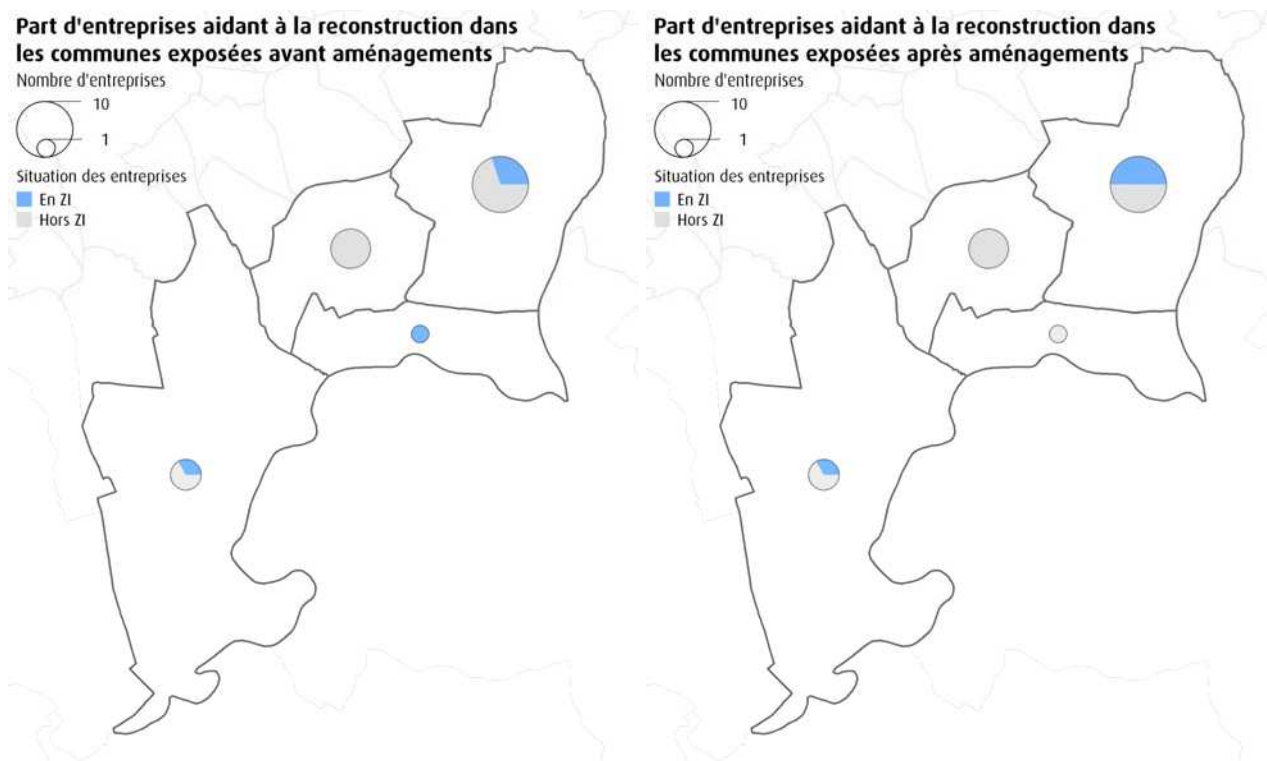 Part d'entreprises aidant à la reconstruction dans
les communes exposées avant aménagements
Nombre d'entreprises
10
1
Situation des entreprises
En ZI
Hors ZI
Part d'entreprises aidant à la reconstruction dans
les communes exposées après aménagements
Nombre d'entreprises
10
1
Situation des entreprises
En ZI
Hors ZI